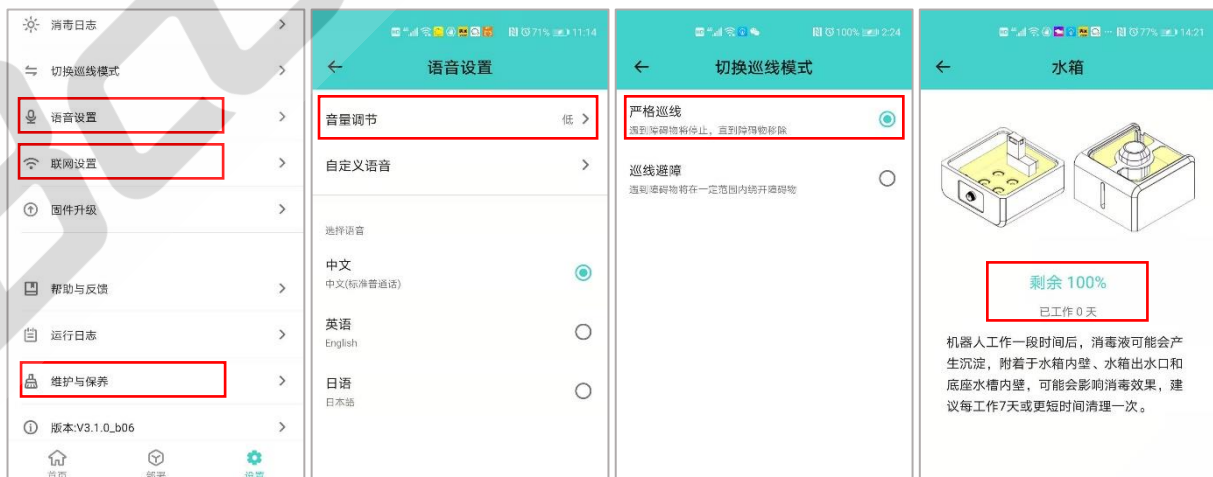 消毒日志
切换巡线模式
语音设置
联网设置
固件升级
帮助与反馈
运行日志
维护与保养
版本:V3.1.0_b06
首页 部署 设置
71% 11:14
语音设置
音量调节 低
自定义语音
选择语音
中文
中文(标准普通话)
英语
English
日语
日本語
100% 2:24
切换巡线模式
严格巡线
遇到障碍物将停止，直到障碍物移除
巡线避障
遇到障碍物将在一定范围内绕开障碍物
77% 14:21
水箱
剩余 100%
已工作 0 天
机器人工作一段时间后，消毒液可能会产
生沉淀，附着于水箱内壁、水箱出水口和
底座水槽内壁，可能会影响消毒效果，建
议每工作7天或更短时间清理一次。